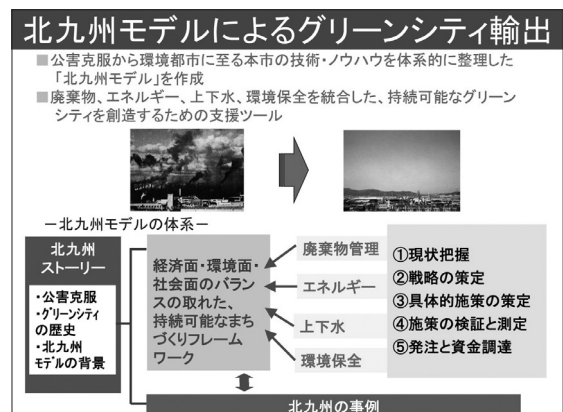 北九州モデルによるグリーンシティ輸出
■公害克服から環境都市に至る本市の技術・ノウハウを体系的に整理した
「北九州モデル」を作成
■廃棄物、エネルギー、上下水、環境保全を統合した、持続可能なグリーン
シティを創造するための支援ツール
－北九州モデルの体系－
北九州
ストーリー
・公害克服
・グリーンシティ
の歴史
・北九州
モデルの背景
経済面・環境面・
社会面のバラン
スの取れた、
持続可能なまち
づくりフレーム
ワーク
廃棄物管理
エネルギー
上下水
環境保全
①現状把握
②戦略の策定
③具体的施策の策定
④施策の検証と測定
⑤発注と資金調達
北九州の事例